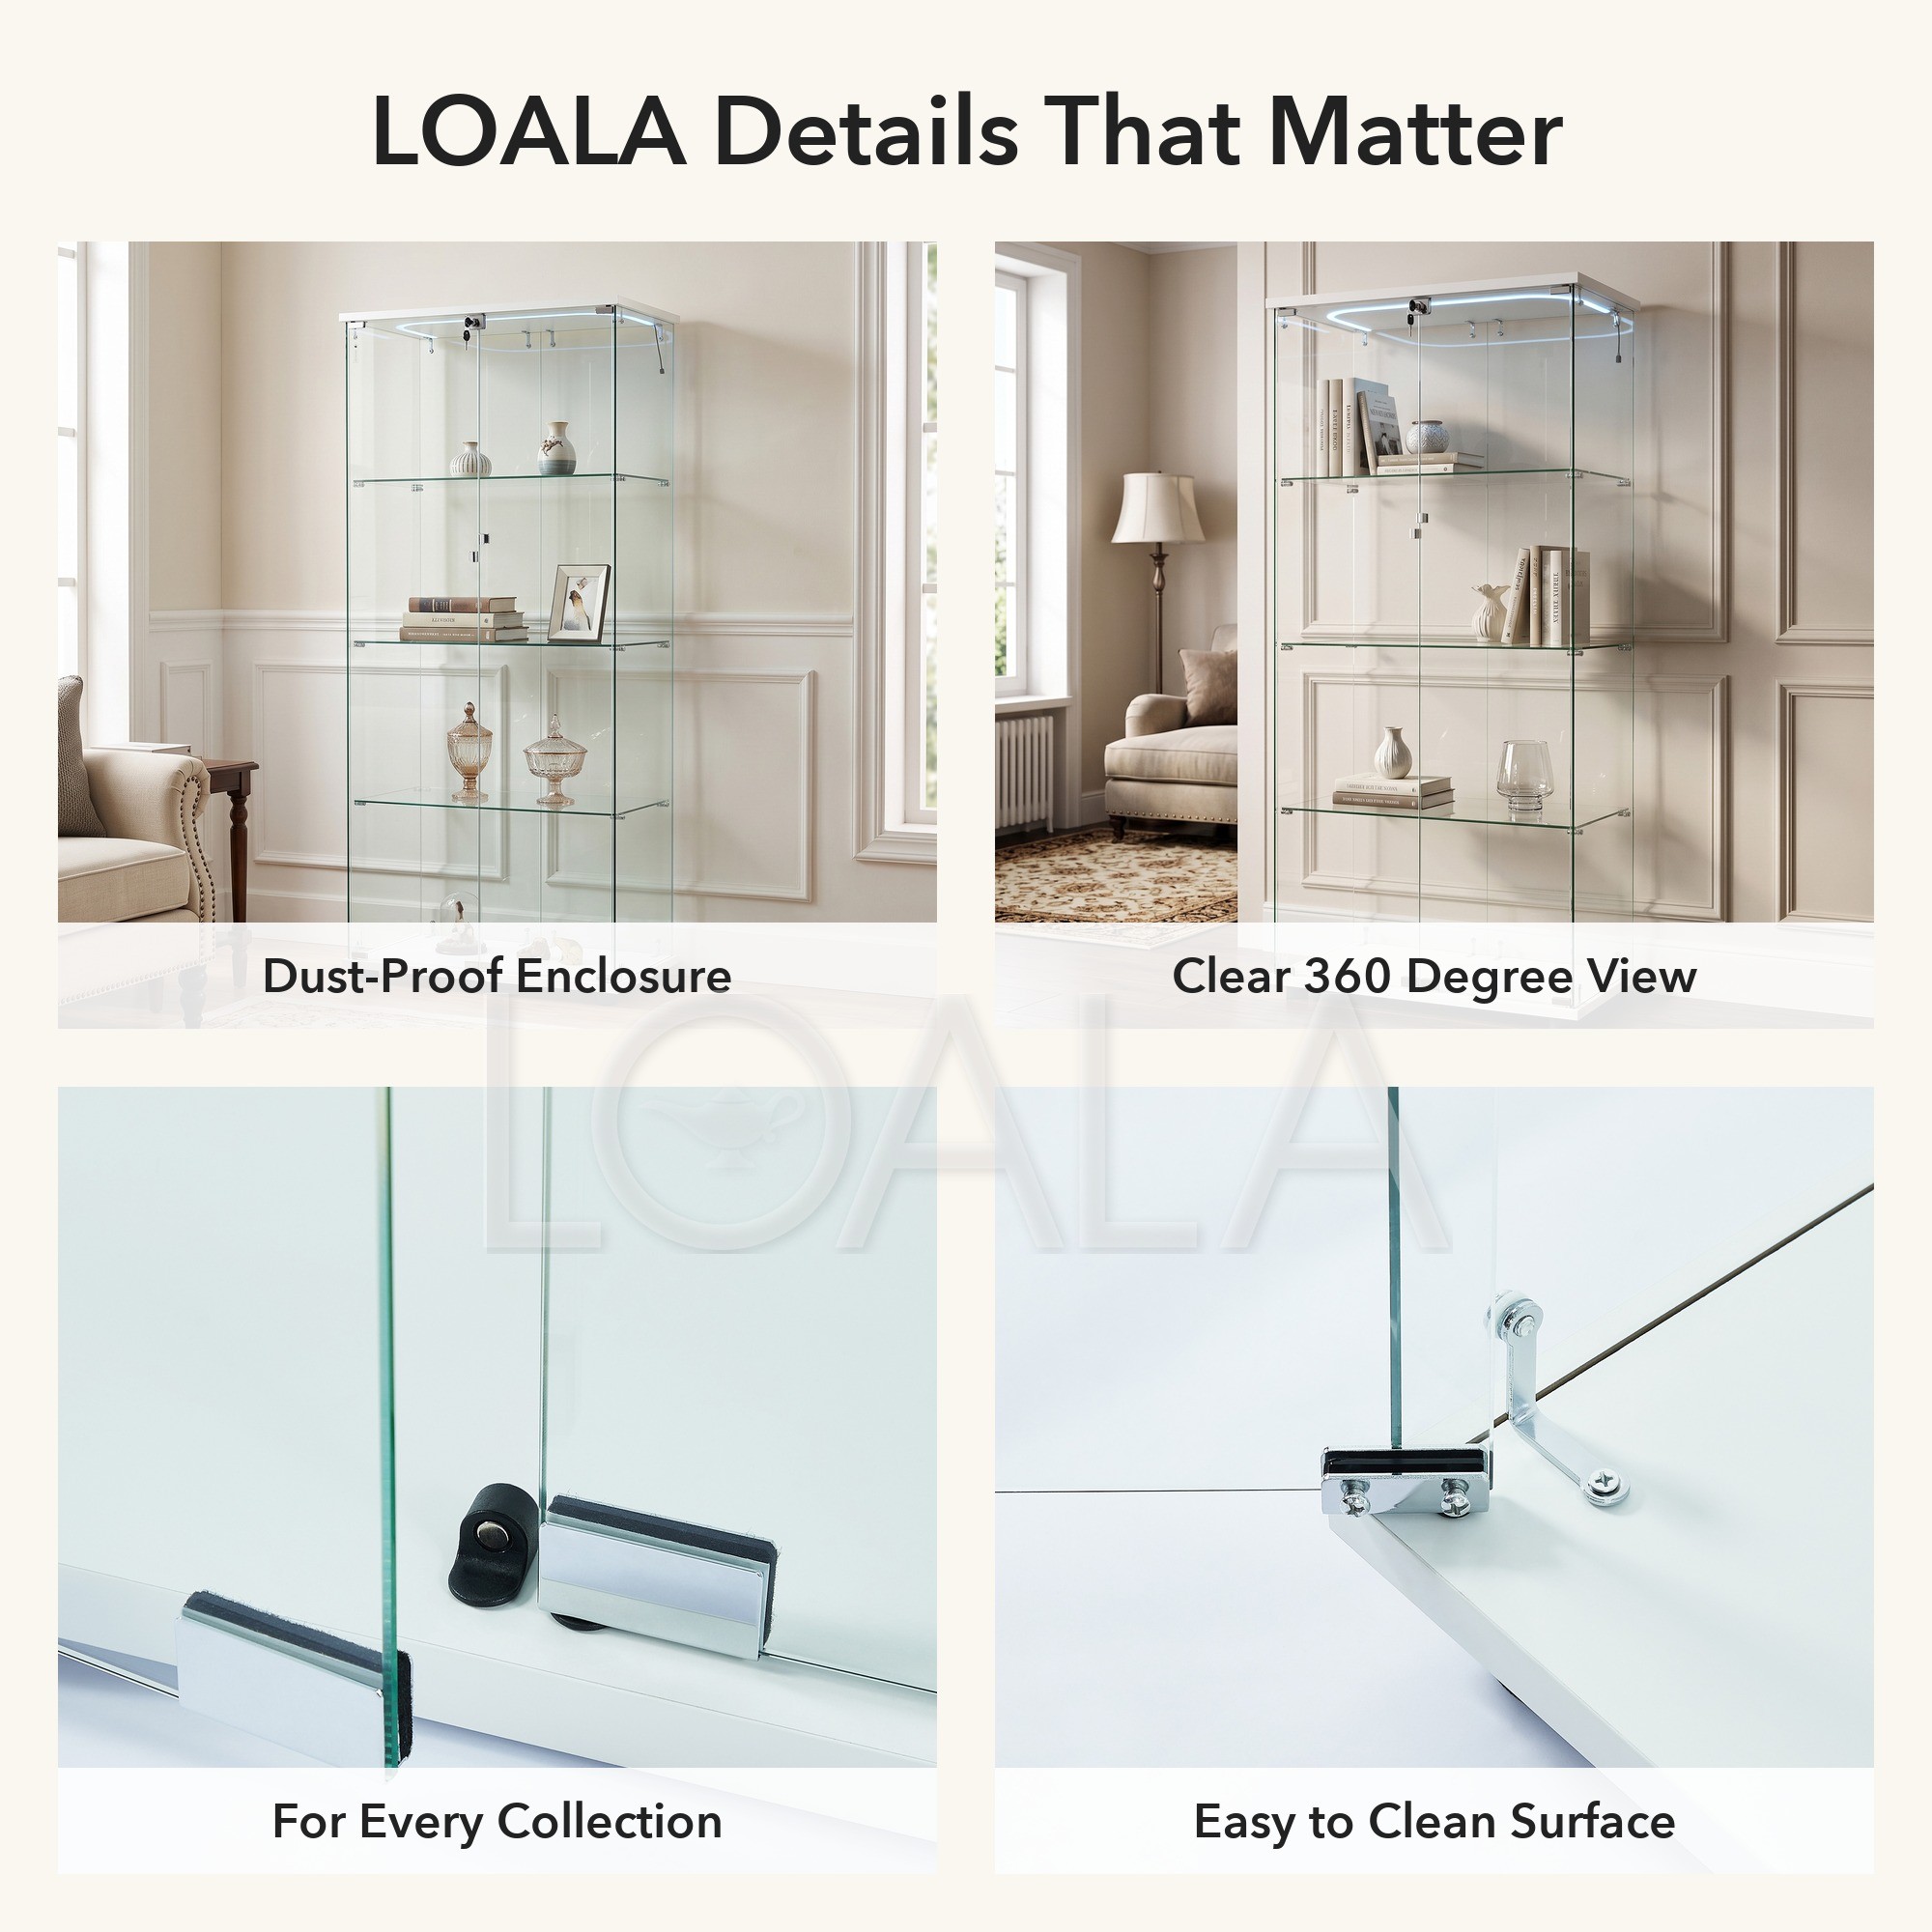 LOALA Details That Matter
Dust-Proof Enclosure
Clear 360 Degree View
LOALA
For Every Collection
Easy to Clean Surface